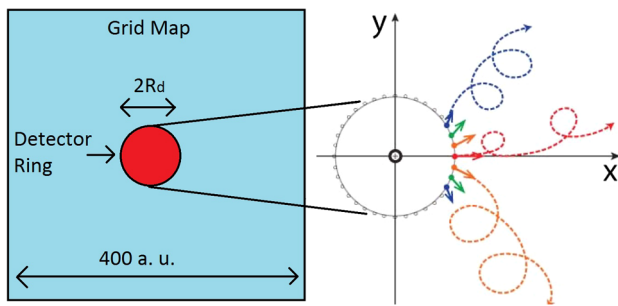 Grid Map
2Rd
Detector
Ring
400 a. u.
y
x